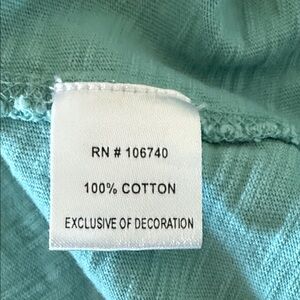 RN # 106740
100% COTTON
EXCLUSIVE OF DECORATION